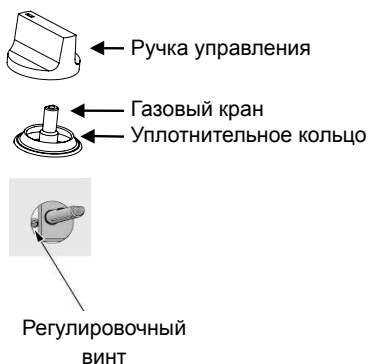 Ручка управления
Газовый кран
Уплотнительное кольцо
Регулировочный
винт